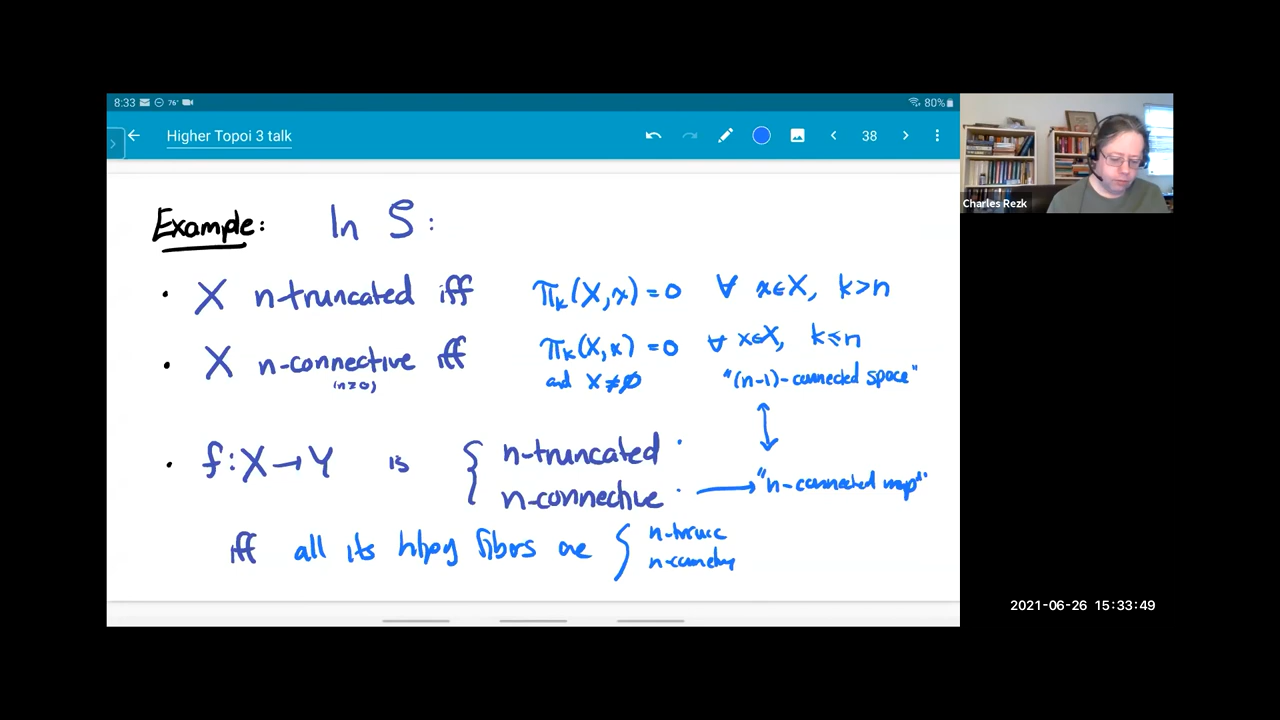 8:33 76° 80%
Higher Topoi 3 talk 38
Charles Rezk
Example: In S:
• X n-truncated iff π_k(X,x) = 0 ∀ x∈X, k>n
• X n-connective iff π_k(X,x) = 0 ∀ x∈X, k≤n
(n≥0) and X≠∅ "(n-1)-connected space"
• f: X → Y is { n-truncated
n-connective → "n-connected map"
iff all its htpy fibers are { n-trunc
2021-06-26 15:33:49